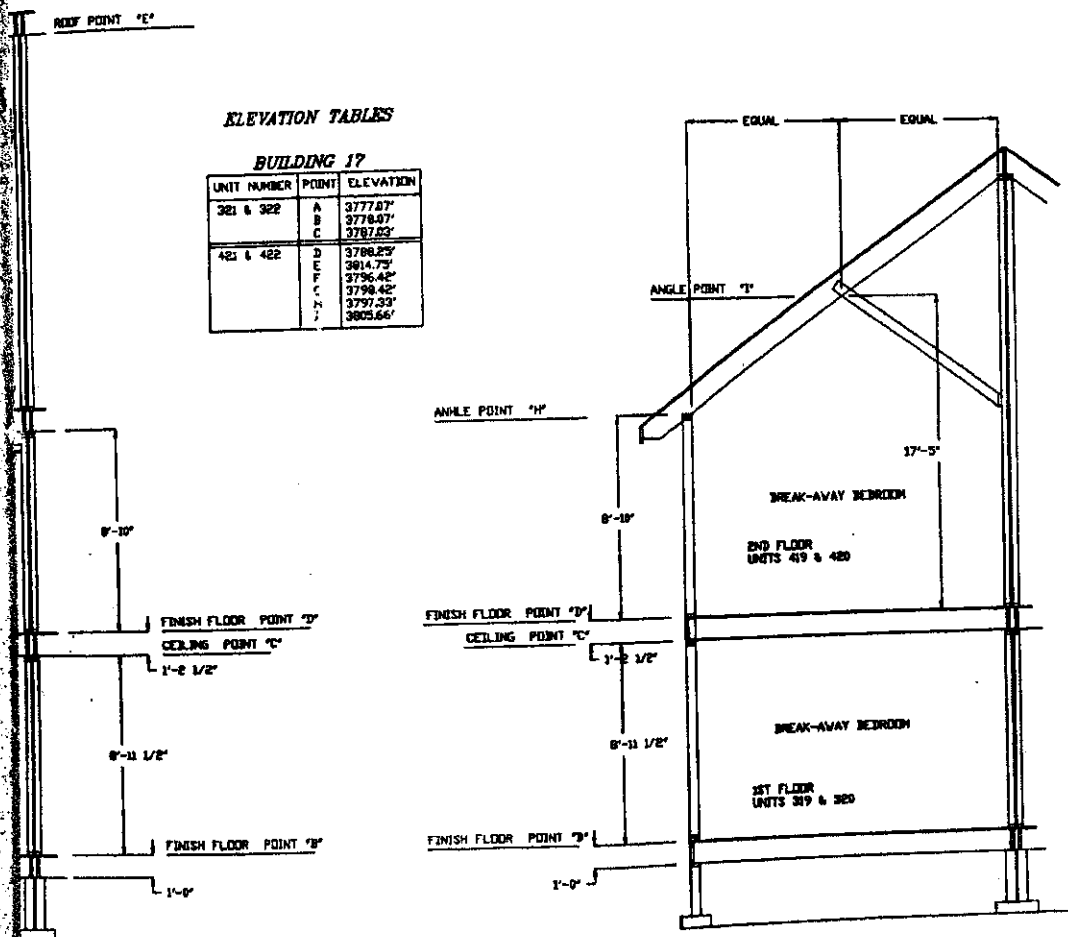 ROOF POINT "E"
ELEVATION TABLES
BUILDING 17
UNIT NUMBER POINT ELEVATION
321 & 322 A 3777.07'
B 3778.07'
C 3787.03'
421 & 422 D 3788.25'
E 3814.75'
F 3796.42'
3798.42'
H 3797.33'
3805.66'
EQUAL EQUAL
ANGLE POINT "I"
ANHLE POINT "H"
17'-5"
BREAK-AWAY BEDROOM
2ND FLOOR
UNITS 419 & 420
8'-10"
8'-10"
FINISH FLOOR POINT "D"
CEILING POINT "C"
1'-2 1/2"
FINISH FLOOR POINT "D"
CEILING POINT "C"
1'-2 1/2"
8'-11 1/2"
8'-11 1/2"
BREAK-AWAY BEDROOM
1ST FLOOR
UNITS 319 & 320
FINISH FLOOR POINT "B"
1'-0"
FINISH FLOOR POINT "B"
1'-0"